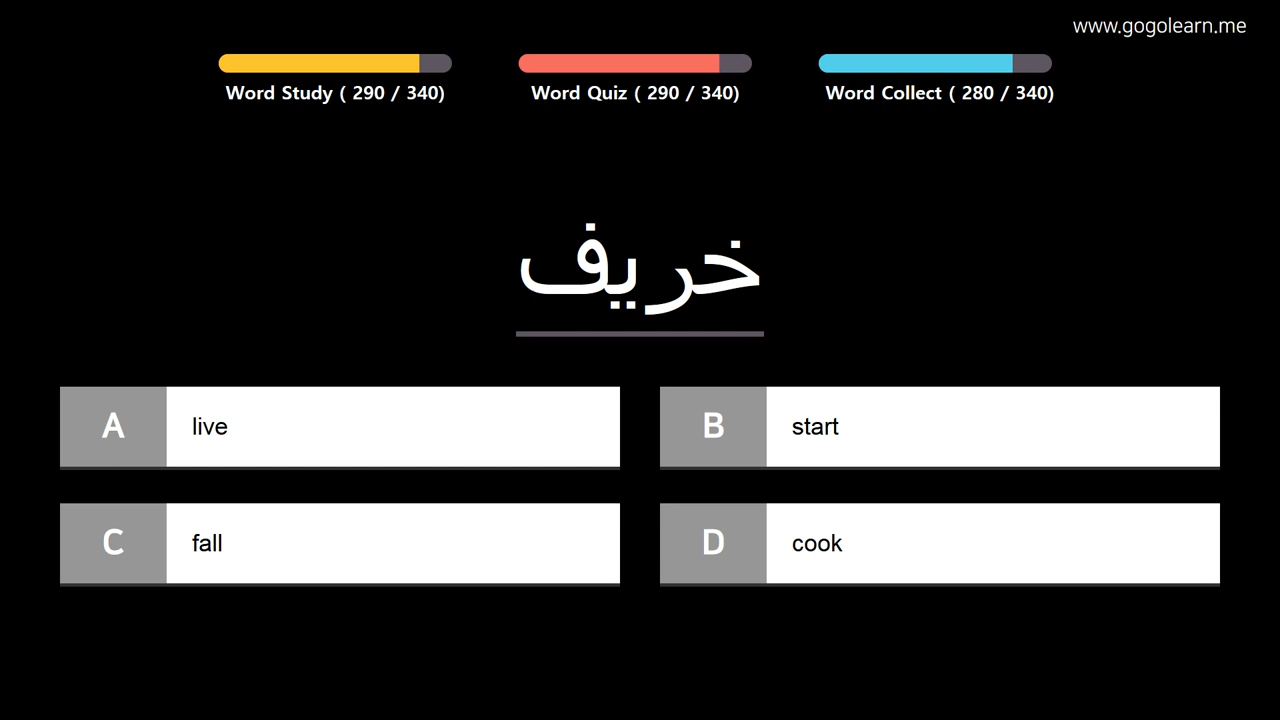 www.gogolearn.me
Word Study ( 290 / 340)
Word Quiz ( 290 / 340)
Word Collect ( 280 / 340)
خريف
A live
B start
C fall
D cook